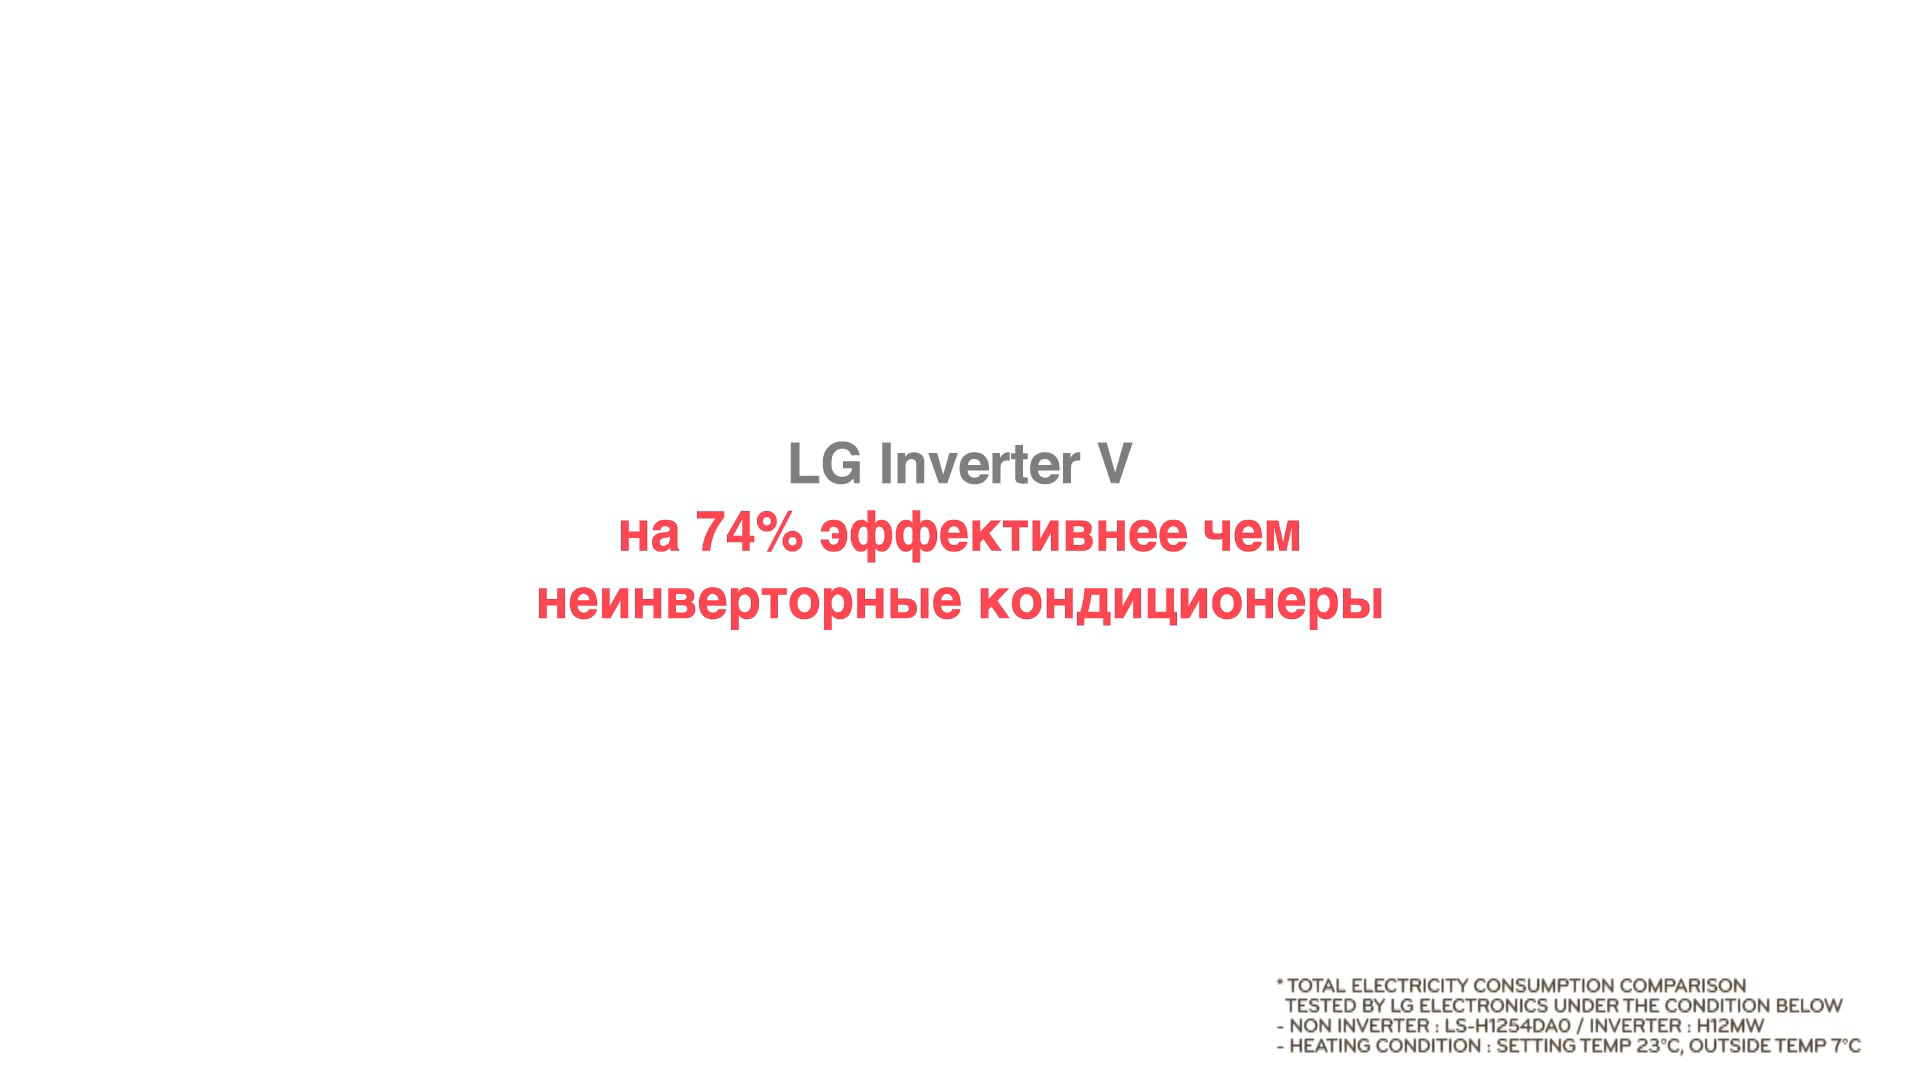 LG Inverter V
на 74% эффективнее чем
неинверторные кондиционеры
* TOTAL ELECTRICITY CONSUMPTION COMPARISON
TESTED BY LG ELECTRONICS UNDER THE CONDITION BELOW
- NON INVERTER : LS-H1254DA0 / INVERTER : H12MW
- HEATING CONDITION : SETTING TEMP 23°C, OUTSIDE TEMP 7°C